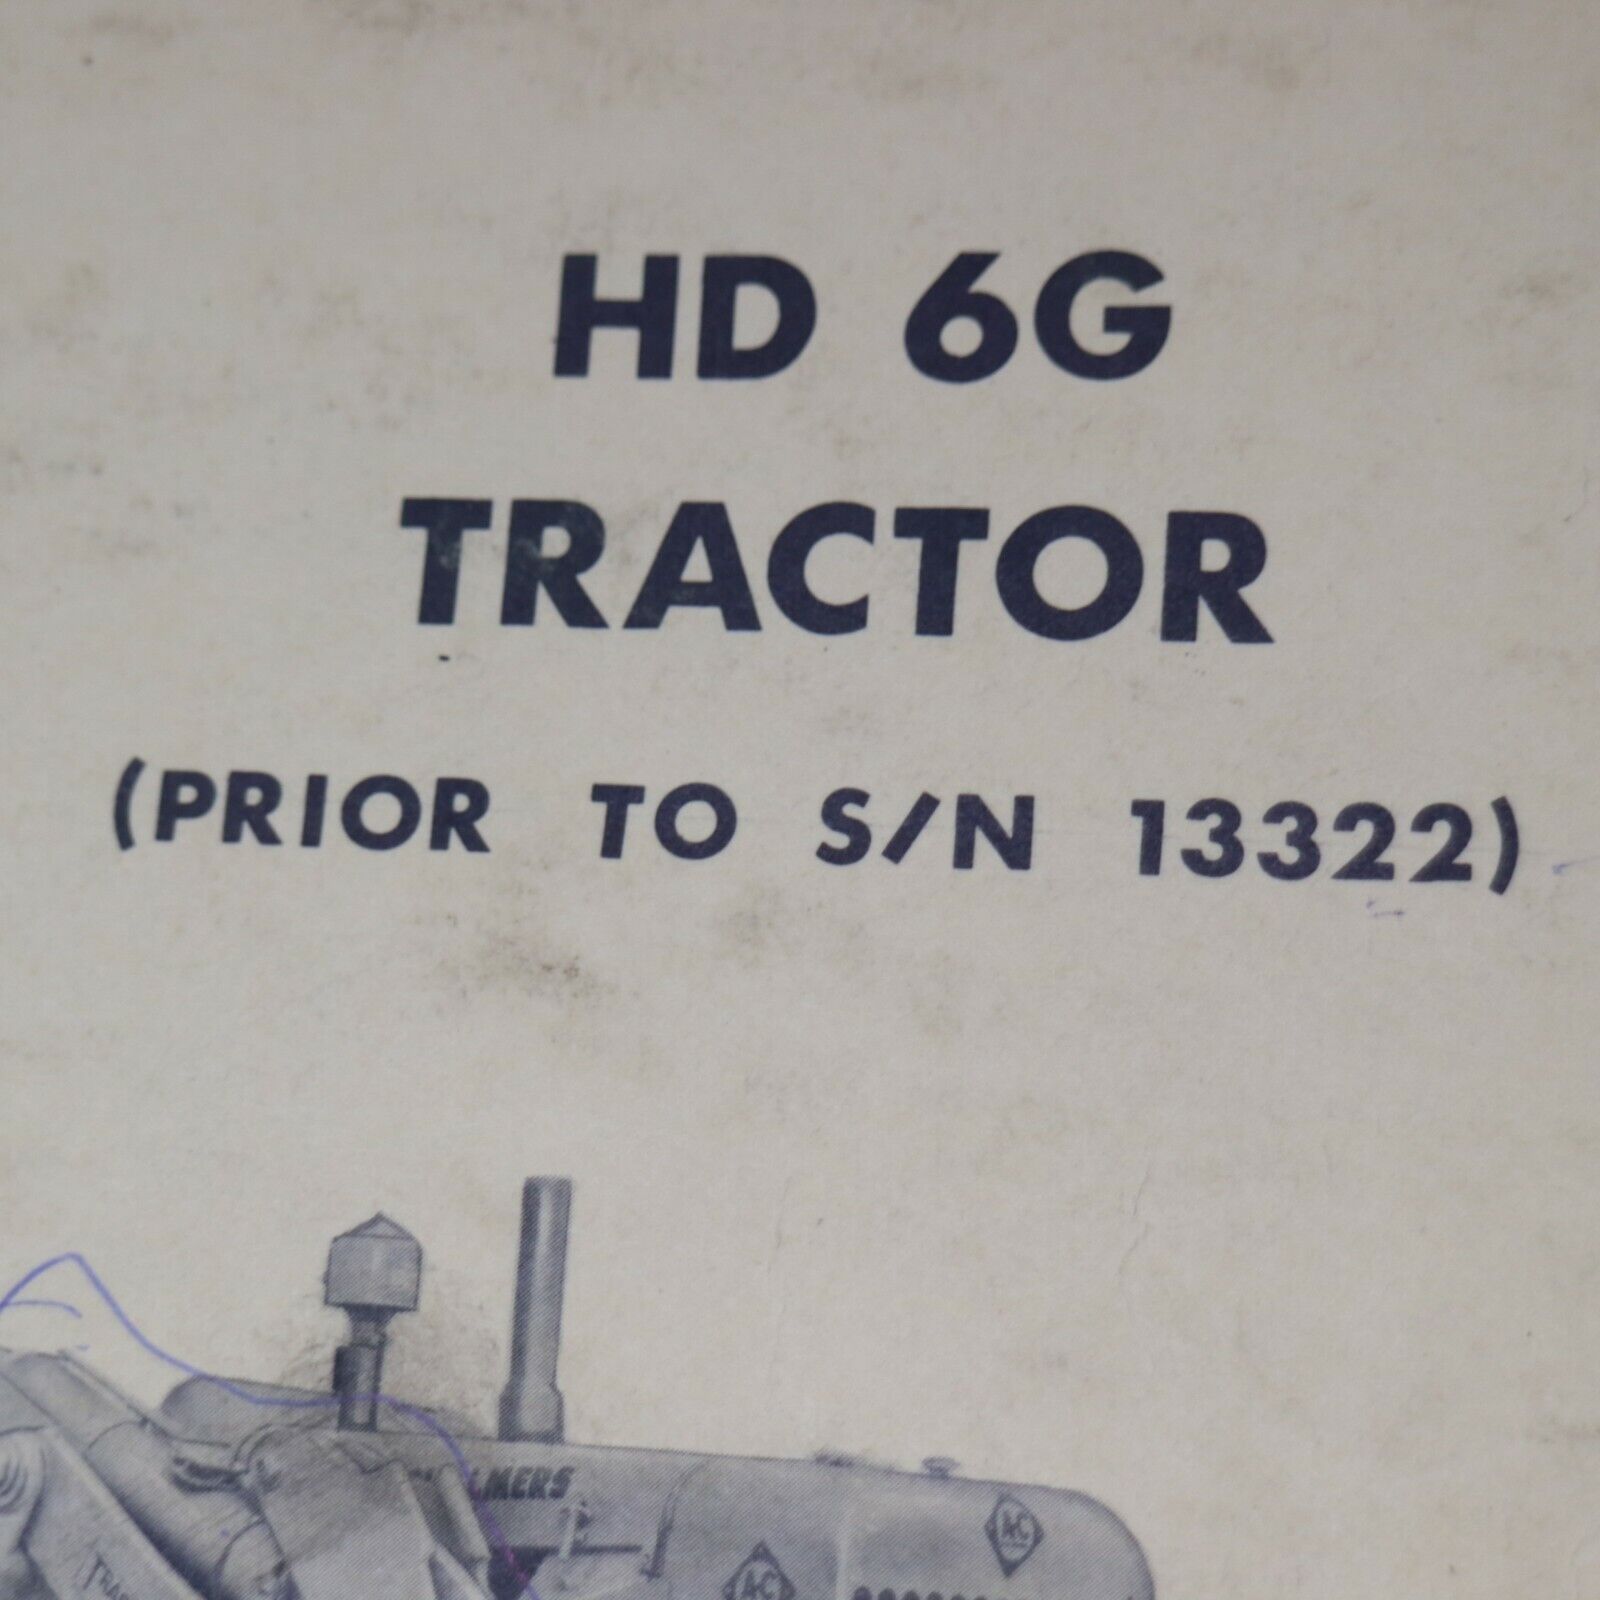 HD 6G
TRACTOR
(PRIOR TO S/N 13322)
A-C
A-C